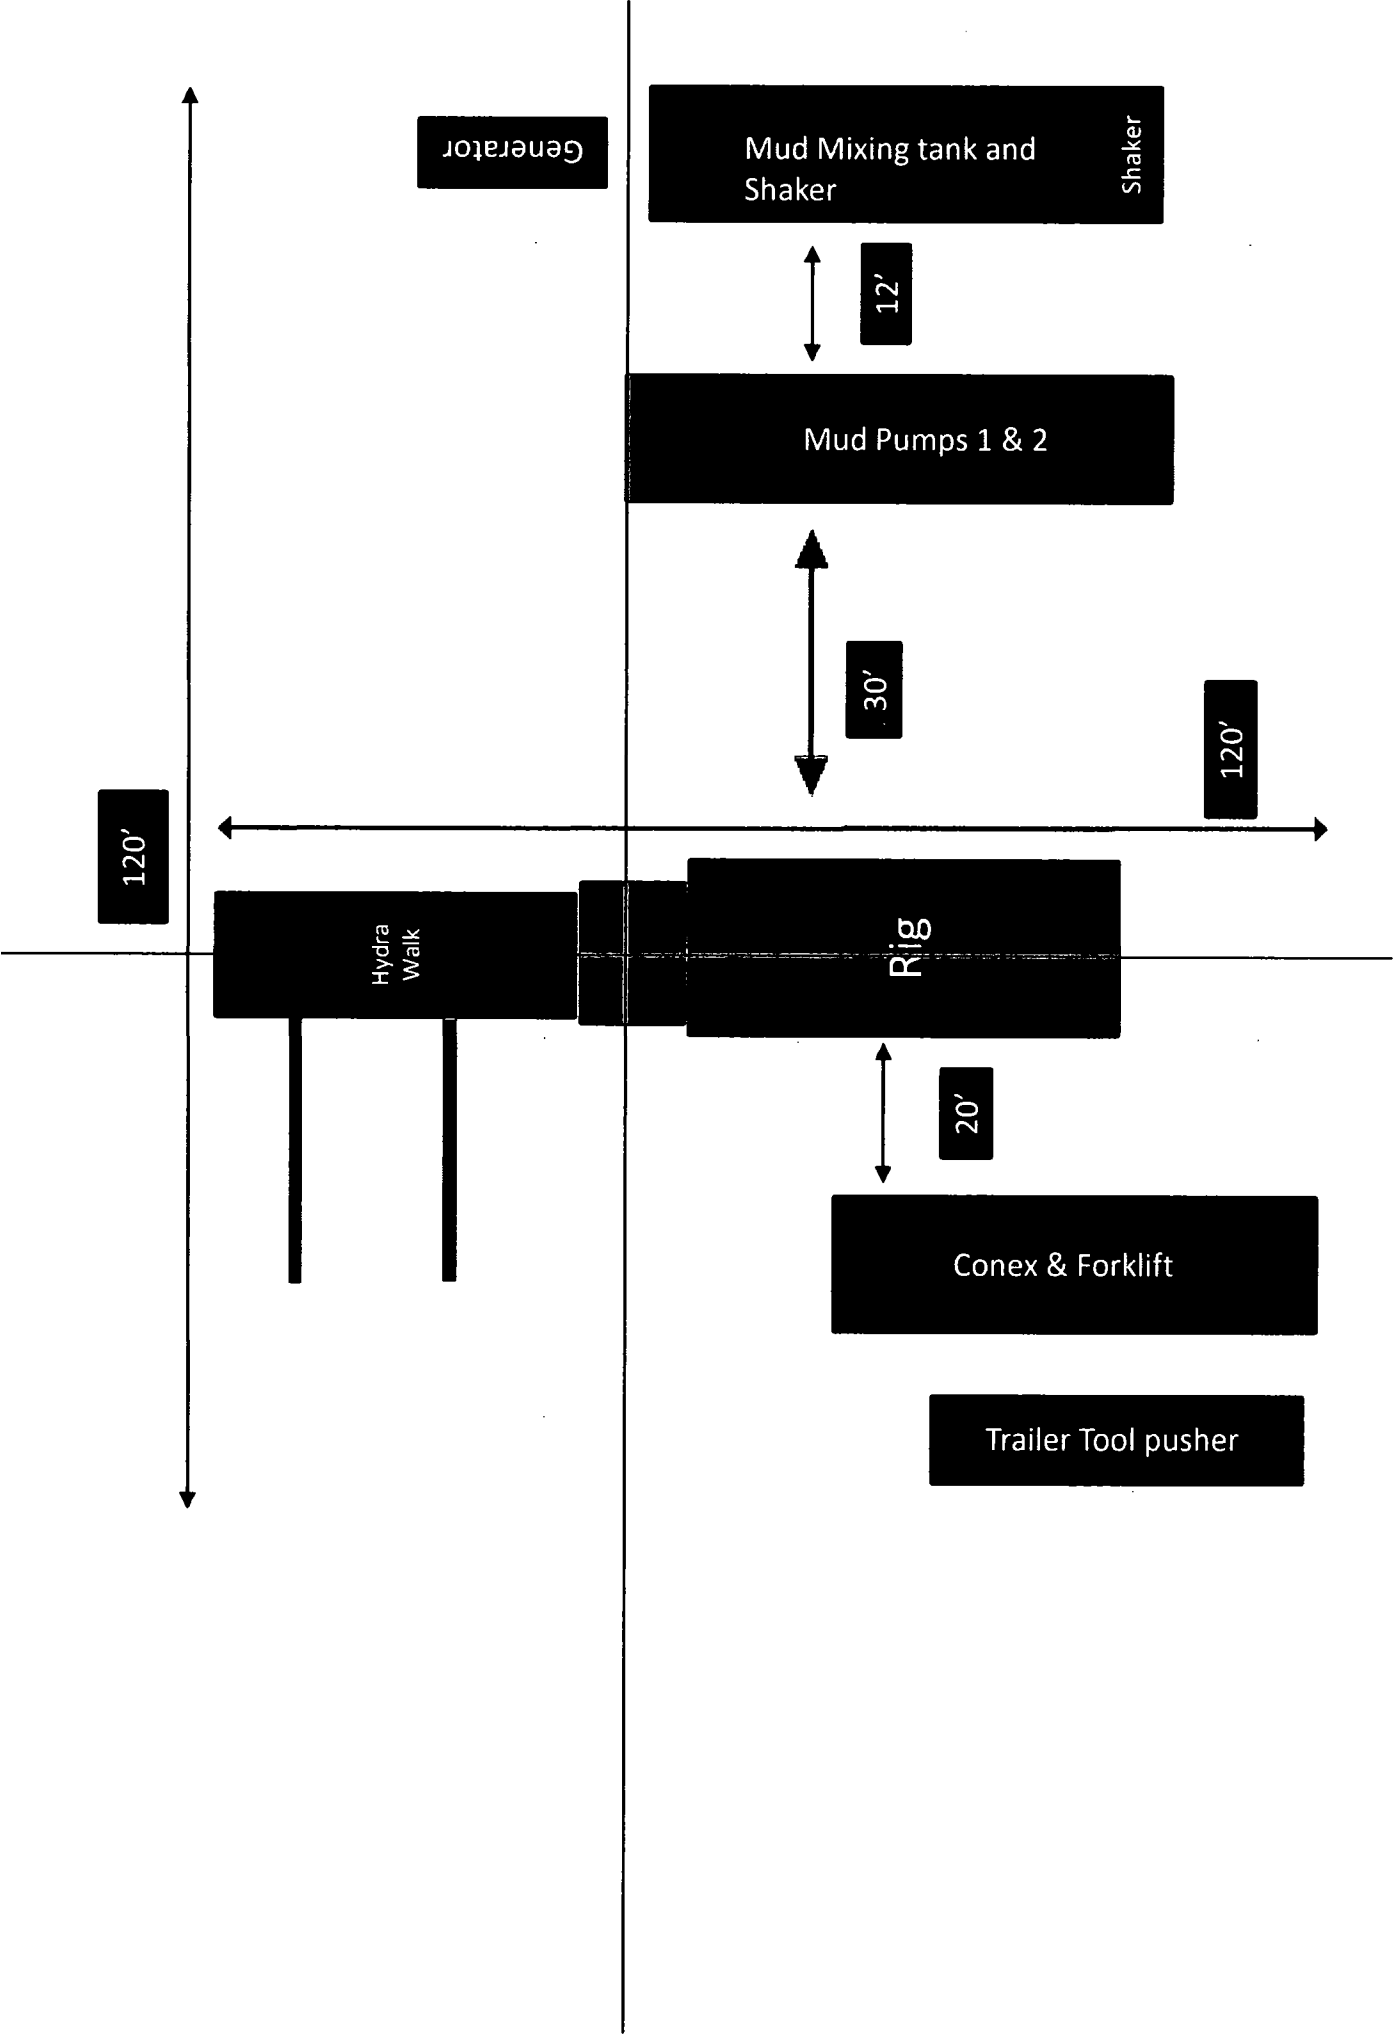 Generator
Mud Mixing tank and
Shaker
Shaker
12'
Mud Pumps 1 & 2
30'
120'
120'
Hydra
Walk
Rig
20'
Conex & Forklift
Trailer Tool pusher